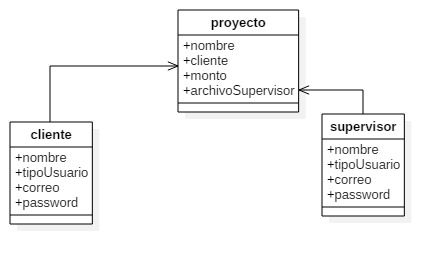 proyecto
+nombre
+cliente
+monto
+archivoSupervisor
cliente
+nombre
+tipoUsuario
+correo
+password
supervisor
+nombre
+tipoUsuario
+correo
+password